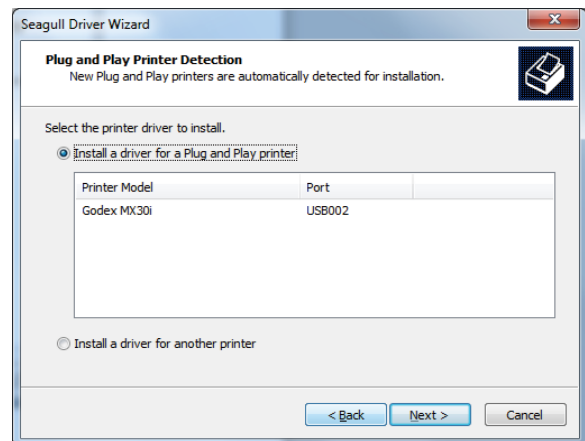 Seagull Driver Wizard
Plug and Play Printer Detection
New Plug and Play printers are automatically detected for installation.
Select the printer driver to install.
Install a driver for a Plug and Play printer
Printer Model Port
Godex MX30i USB002
Install a driver for another printer
< Back Next > Cancel